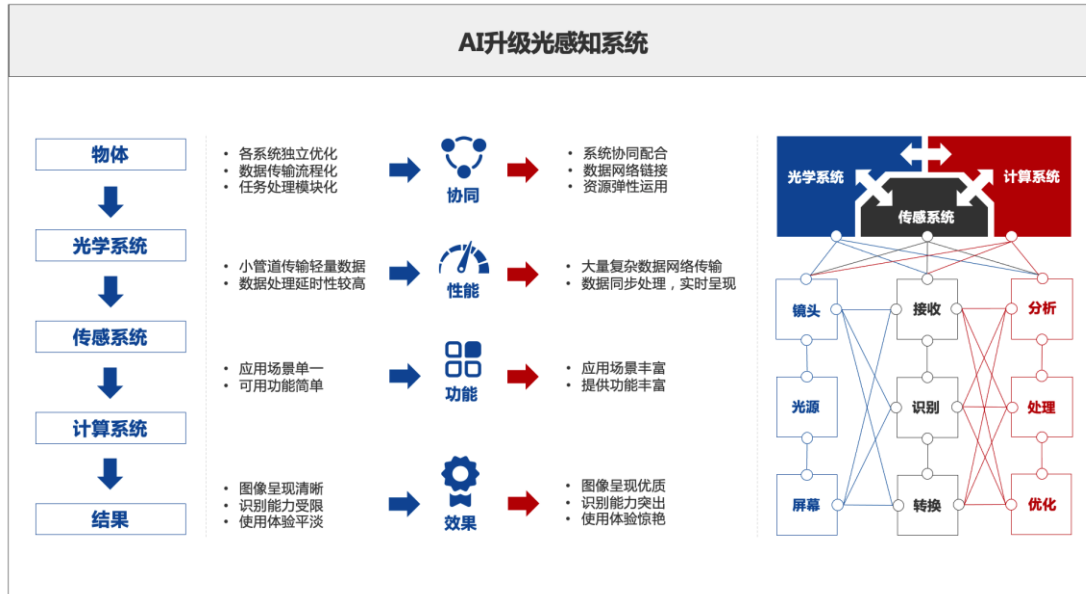 AI升级光感知系统
物体
光学系统
传感系统
计算系统
结果
• 各系统独立优化
• 数据传输流程化
• 任务处理模块化
协同
• 系统协同配合
• 数据网络链接
• 资源弹性运用
• 小管道传输轻量数据
• 数据处理延时性较高
性能
• 大量复杂数据网络传输
• 数据同步处理，实时呈现
• 应用场景单一
• 可用功能简单
功能
• 应用场景丰富
• 提供功能丰富
• 图像呈现清晰
• 识别能力受限
• 使用体验平淡
效果
• 图像呈现优质
• 识别能力突出
• 使用体验惊艳
光学系统
计算系统
传感系统
镜头
接收
分析
光源
识别
处理
屏幕
转换
优化